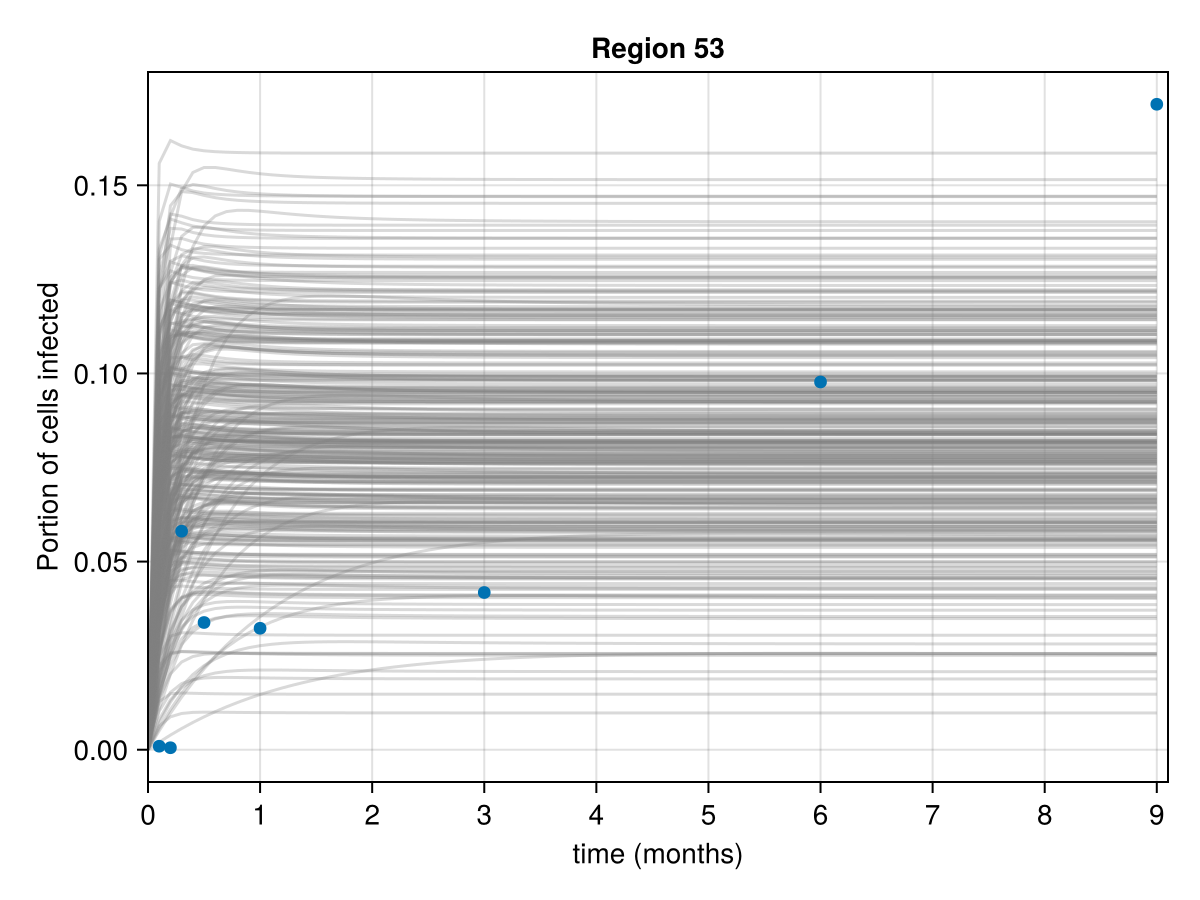 Region 53
Portion of cells infected
0.15
0.10
0.05
0.00
0 1 2 3 4 5 6 7 8 9
time (months)